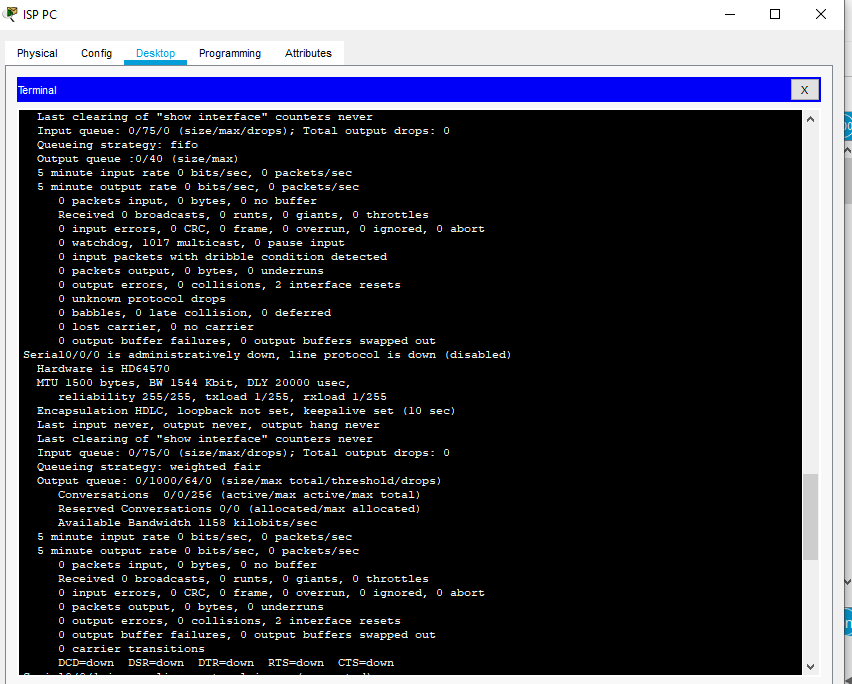 ISP PC
Physical Config Desktop Programming Attributes
Terminal X
Last clearing of "show interface" counters never
Input queue: 0/75/0 (size/max/drops); Total output drops: 0
Queueing strategy: fifo
Output queue :0/40 (size/max)
5 minute input rate 0 bits/sec, 0 packets/sec
5 minute output rate 0 bits/sec, 0 packets/sec
0 packets input, 0 bytes, 0 no buffer
Received 0 broadcasts, 0 runts, 0 giants, 0 throttles
0 input errors, 0 CRC, 0 frame, 0 overrun, 0 ignored, 0 abort
0 watchdog, 1017 multicast, 0 pause input
0 input packets with dribble condition detected
0 packets output, 0 bytes, 0 underruns
0 output errors, 0 collisions, 2 interface resets
0 unknown protocol drops
0 babbles, 0 late collision, 0 deferred
0 lost carrier, 0 no carrier
0 output buffer failures, 0 output buffers swapped out
Serial0/0/0 is administratively down, line protocol is down (disabled)
Hardware is HD64570
MTU 1500 bytes, BW 1544 Kbit, DLY 20000 usec,
reliability 255/255, txload 1/255, rxload 1/255
Encapsulation HDLC, loopback not set, keepalive set (10 sec)
Last input never, output never, output hang never
Last clearing of "show interface" counters never
Input queue: 0/75/0 (size/max/drops); Total output drops: 0
Queueing strategy: weighted fair
Output queue: 0/1000/64/0 (size/max total/threshold/drops)
Conversations 0/0/256 (active/max active/max total)
Reserved Conversations 0/0 (allocated/max allocated)
Available Bandwidth 1158 kilobits/sec
5 minute input rate 0 bits/sec, 0 packets/sec
5 minute output rate 0 bits/sec, 0 packets/sec
0 packets input, 0 bytes, 0 no buffer
Received 0 broadcasts, 0 runts, 0 giants, 0 throttles
0 input errors, 0 CRC, 0 frame, 0 overrun, 0 ignored, 0 abort
0 packets output, 0 bytes, 0 underruns
0 output errors, 0 collisions, 2 interface resets
0 output buffer failures, 0 output buffers swapped out
0 carrier transitions
DCD=down DSR=down DTR=down RTS=down CTS=down